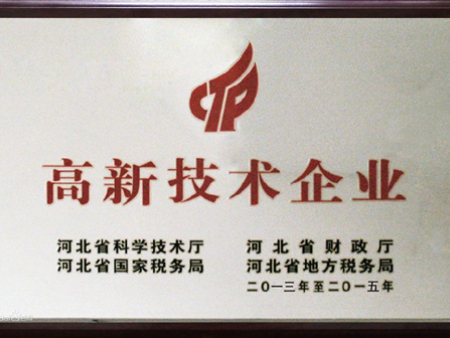 CTP
高新技术企业
河北省科学技术厅 河北省财政厅
河北省国家税务局 河北省地方税务局
二〇一三年至二〇一五年